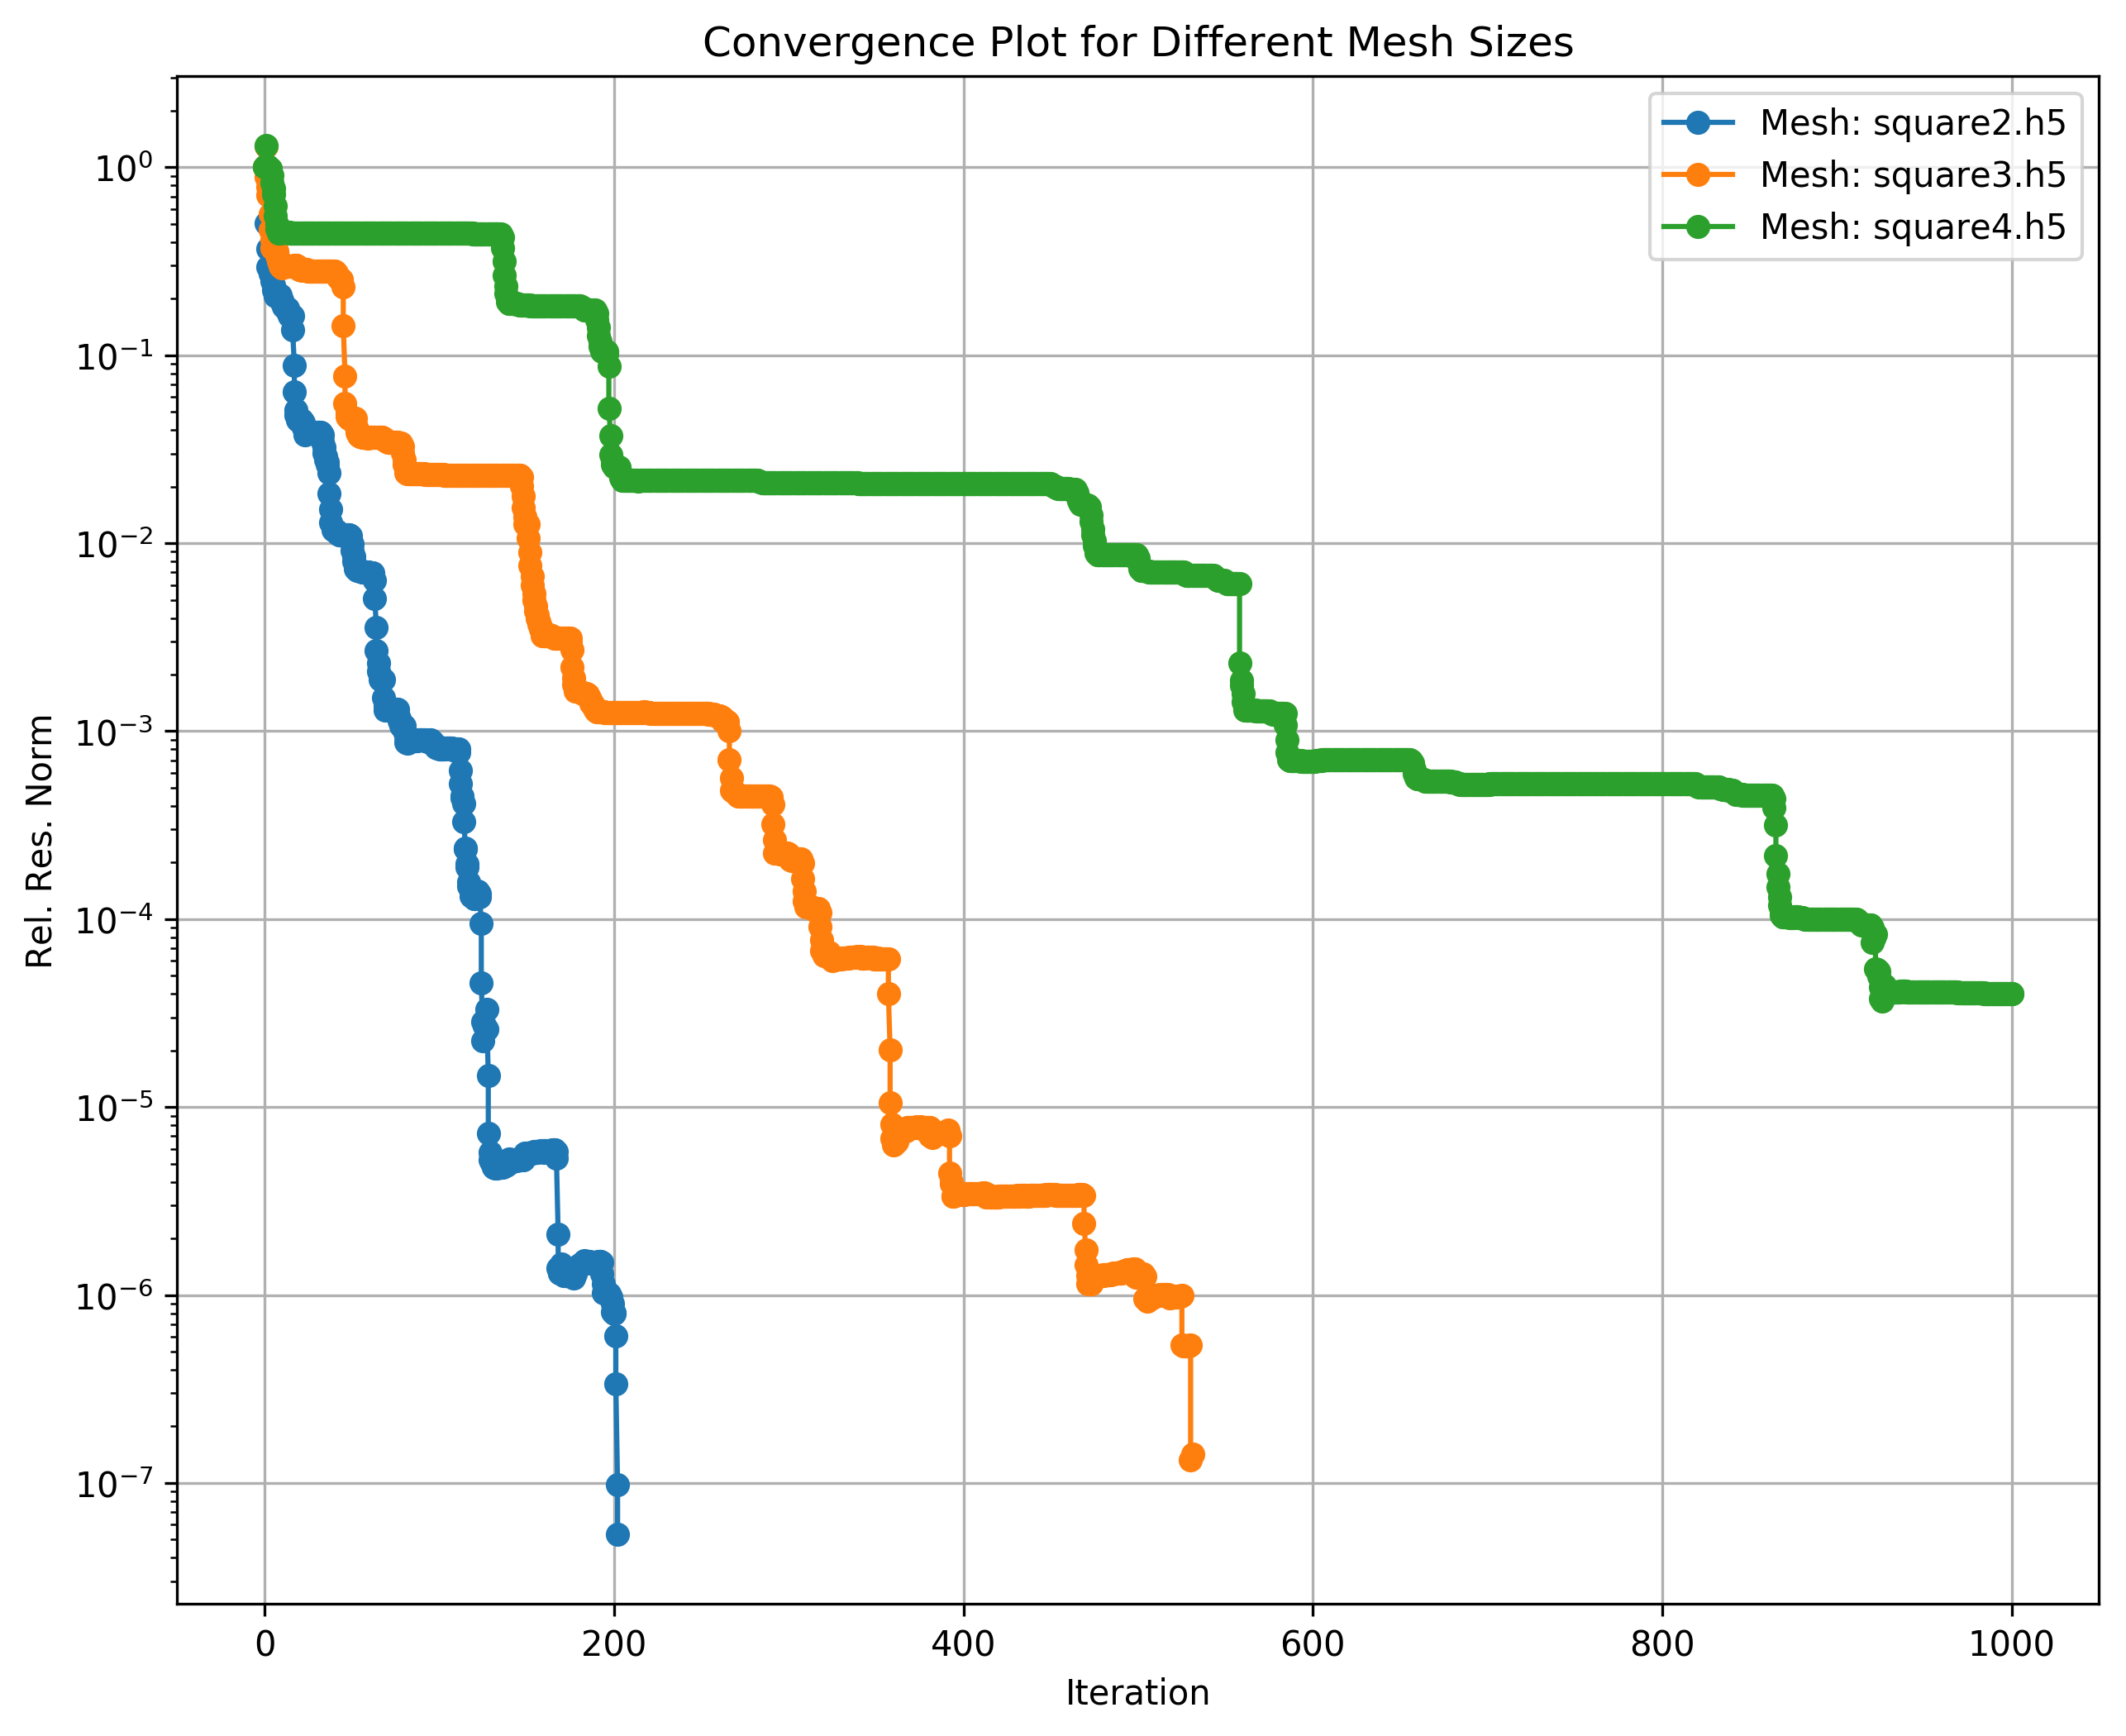 Convergence Plot for Different Mesh Sizes
Mesh: square2.h5
Mesh: square3.h5
Mesh: square4.h5
Rel. Res. Norm
10⁰
10⁻¹
10⁻²
10⁻³
10⁻⁴
10⁻⁵
10⁻⁶
10⁻⁷
0 200 400 600 800 1000
Iteration